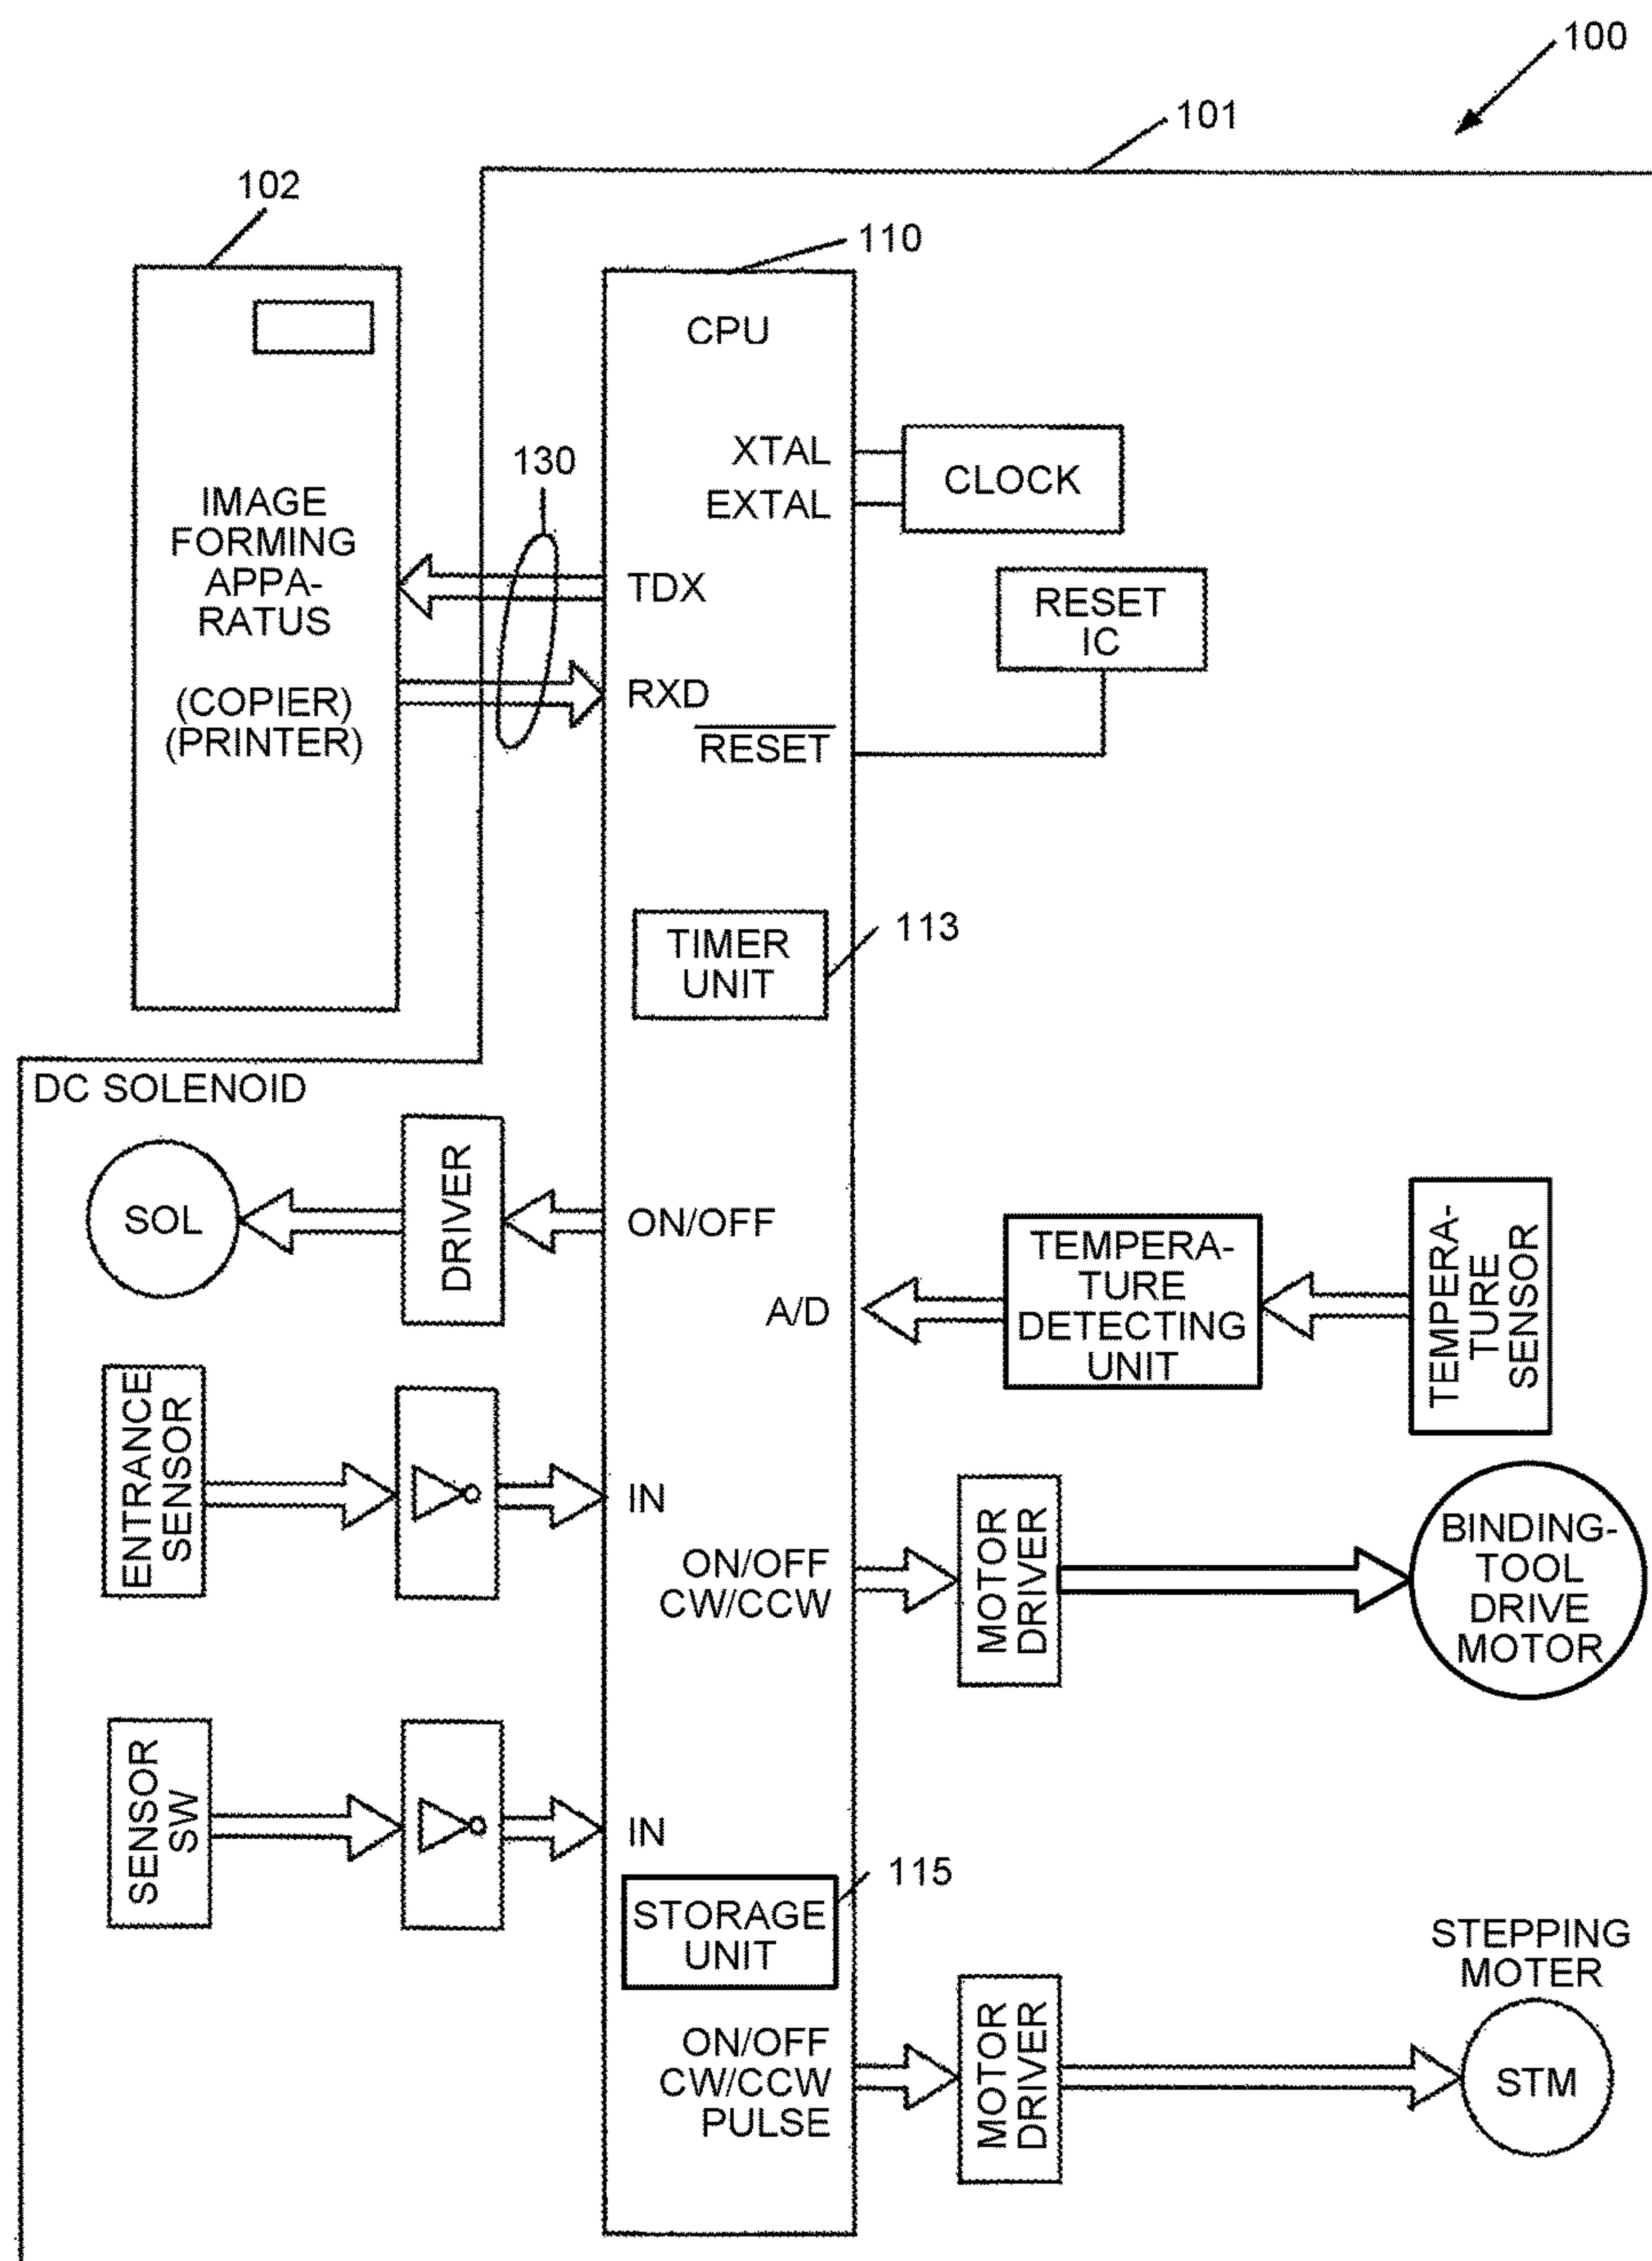 100
101
102
110
CPU
XTAL
EXTAL
CLOCK
130
IMAGE
FORMING
APPA-
RATUS
(COPIER)
(PRINTER)
TDX
RXD
RESET
RESET
IC
TIMER
UNIT
113
DC SOLENOID
SOL
DRIVER
ON/OFF
A/D
TEMPERA-
TURE
DETECTING
UNIT
TEMPERA-
TURE
SENSOR
ENTRANCE
SENSOR
IN
ON/OFF
CW/CCW
MOTOR
DRIVER
BINDING-
TOOL
DRIVE
MOTOR
SENSOR
SW
IN
STORAGE
UNIT
115
ON/OFF
CW/CCW
PULSE
MOTOR
DRIVER
STEPPING
MOTER
STM